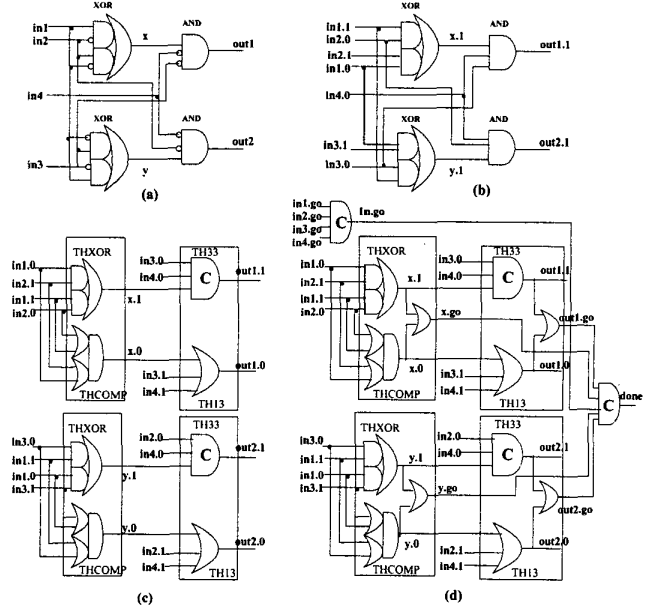 XOR
in1
in2
x
AND
out1
in4
XOR
AND
in3
y
out2
(a)
XOR
in1.1
in2.0
in2.1
in1.0
x.1
AND
out1.1
in4.0
XOR
AND
in3.1
in3.0
y.1
out2.1
(b)
THXOR
in1.0
in2.1
in1.1
in2.0
x.1
x.0
THCOMP
TH33
in3.0
in4.0
C
out1.1
in3.1
in4.1
out1.0
TH13
THXOR
in3.0
in1.1
in1.0
in3.1
y.1
y.0
THCOMP
TH33
in2.0
in4.0
C
out2.1
in2.1
in4.1
out2.0
TH13
(c)
in1.go
in2.go
in3.go
in4.go
C
in.go
THXOR
in1.0
in2.1
in1.1
in2.0
x.1
x.go
x.0
THCOMP
TH33
in3.0
in4.0
C
out1.1
out1.go
in3.1
in4.1
out1.0
TH13
C
done
THXOR
in3.0
in1.1
in1.0
in3.1
y.1
y.go
y.0
THCOMP
TH33
in2.0
in4.0
C
out2.1
out2.go
in2.1
in4.1
out2.0
TH13
(d)